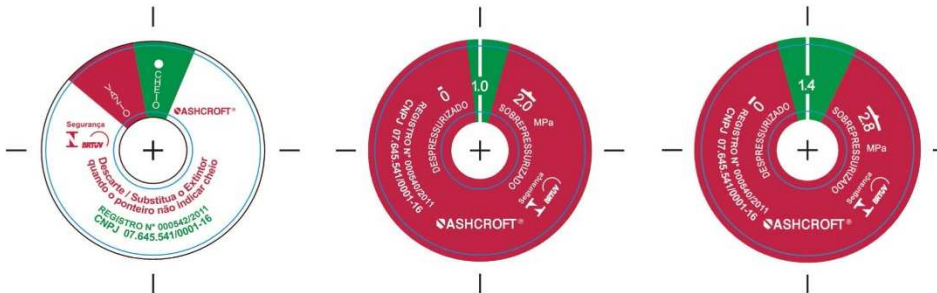 VAZIO
CHEIO
ASHCROFT®
Segurança
BRTÜV
Descarte / Substitua o Extintor
quando o ponteiro não indicar cheio
REGISTRO Nº 000542/2011
CNPJ 07.645.541/0001-16
0
1.0
2.0
MPa
DESPRESSURIZADO
SOBREPRESSURIZADO
REGISTRO Nº 000540/2011
CNPJ 07.645.541/0001-16
Segurança
BRTÜV
ASHCROFT®
0
1.4
2.8
MPa
DESPRESSURIZADO
SOBREPRESSURIZADO
REGISTRO Nº 000540/2011
CNPJ 07.645.541/0001-16
Segurança
BRTÜV
ASHCROFT®